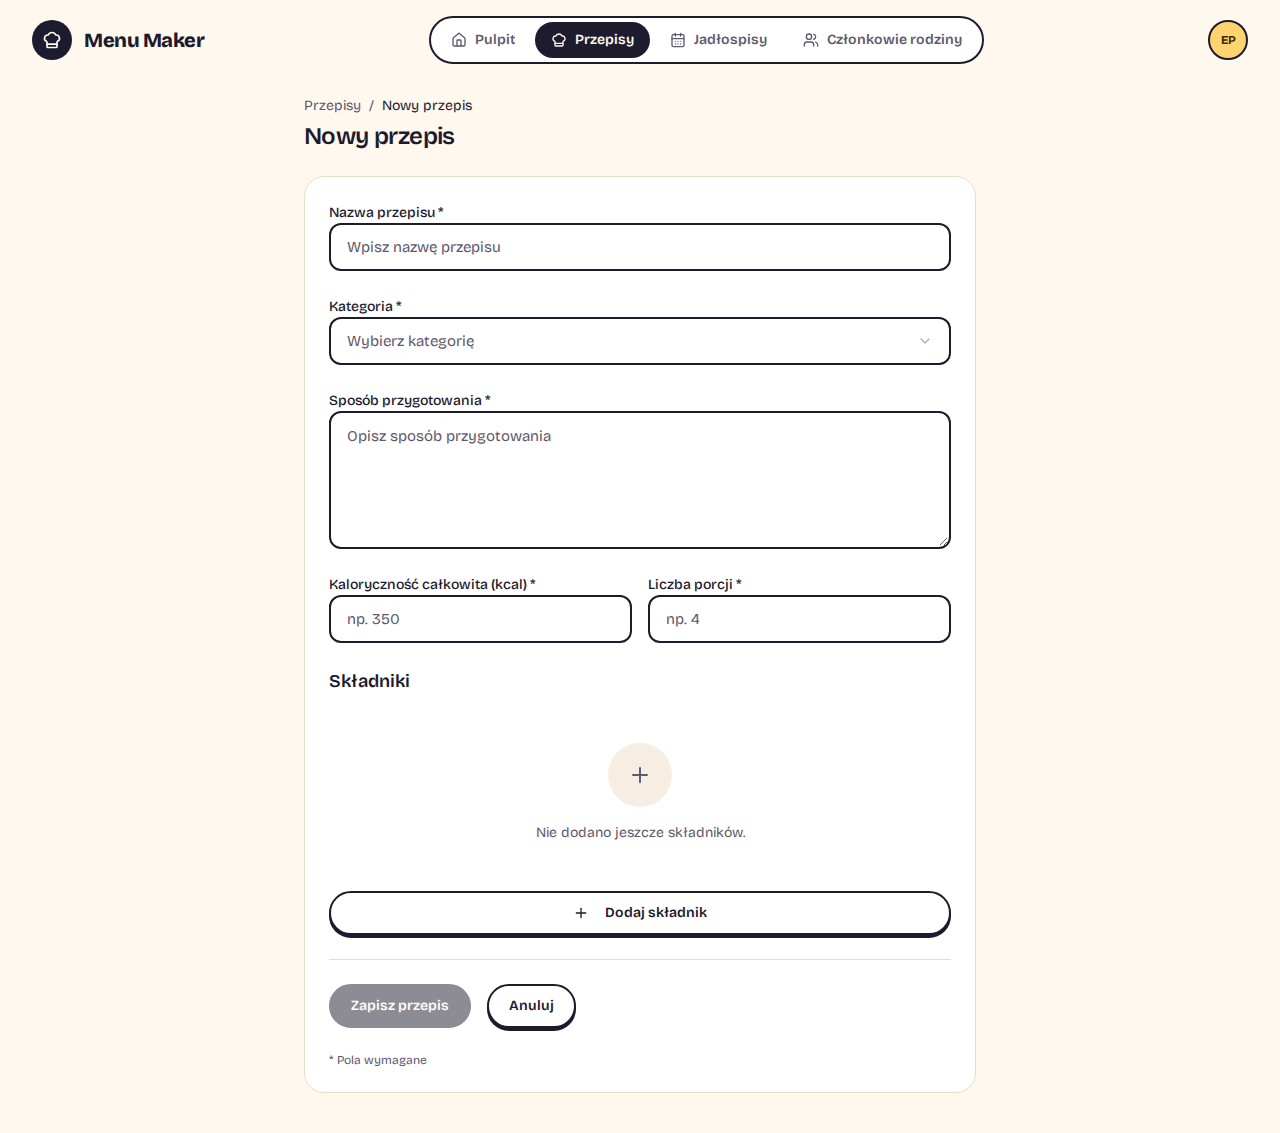 Menu Maker
Pulpit
Przepisy
Jadłospisy
Członkowie rodziny
EP
Przepisy / Nowy przepis
Nowy przepis
Nazwa przepisu *
Wpisz nazwę przepisu
Kategoria *
Wybierz kategorię
Sposób przygotowania *
Opisz sposób przygotowania
Kaloryczność całkowita (kcal) *
Liczba porcji *
np. 350
np. 4
Składniki
Nie dodano jeszcze składników.
Dodaj składnik
Zapisz przepis
Anuluj
* Pola wymagane